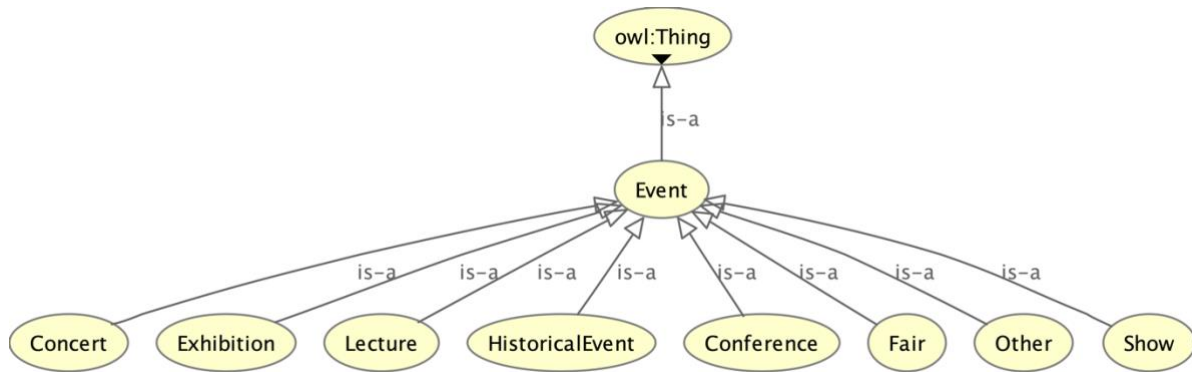 owl:Thing
is-a
Event
is-a is-a is-a is-a is-a is-a is-a is-a
Concert Exhibition Lecture HistoricalEvent Conference Fair Other Show